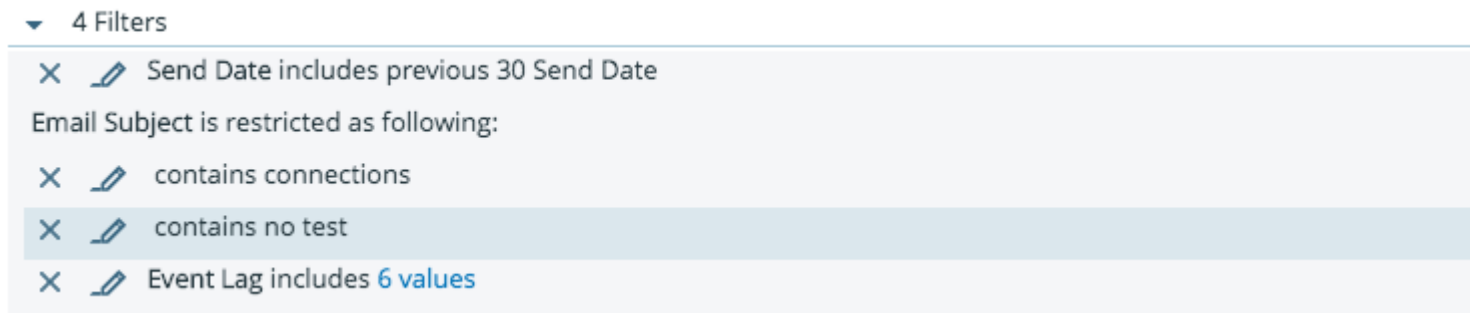 4 Filters
Send Date includes previous 30 Send Date
Email Subject is restricted as following:
contains connections
contains no test
Event Lag includes 6 values